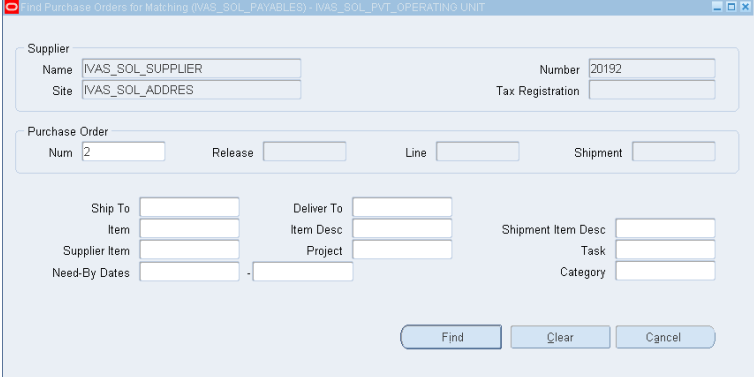 Find Purchase Orders for Matching (IVAS_SOL_PAYABLES) - IVAS_SOL_PVT_OPERATING UNIT
Supplier
Name IVAS_SOL_SUPPLIER Number 20192
Site IVAS_SOL_ADDRES Tax Registration
Purchase Order
Num 2 Release Line Shipment
Ship To Deliver To
Item Item Desc Shipment Item Desc
Supplier Item Project Task
Need-By Dates - Category
Find Clear Cancel